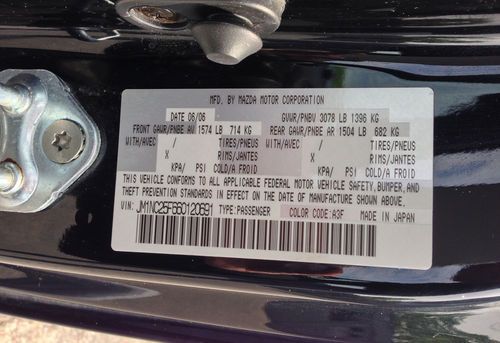 MFD. BY MAZDA MOTOR CORPORATION
DATE 06/06 GVWR/PNBV 3078 LB 1396 KG
FRONT GAWR/PNBE AV 1574 LB 714 KG REAR GAWR/PNBE AR 1504 LB 682 KG
WITH/AVEC / TIRES/PNEUS WITH/AVEC / TIRES/PNEUS
X RIMS/JANTES X RIMS/JANTES
KPA/ PSI COLD/A FROID KPA/ PSI COLD/A FROID
THIS VEHICLE CONFORMS TO ALL APPLICABLE FEDERAL MOTOR VEHICLE SAFETY, BUMPER, AND
THEFT PREVENTION STANDARDS IN EFFECT ON THE DATE OF MANUFACTURE SHOWN ABOVE.
VIN: JM1NC25F660120691 TYPE:PASSENGER COLOR CODE:A3F MADE IN JAPAN